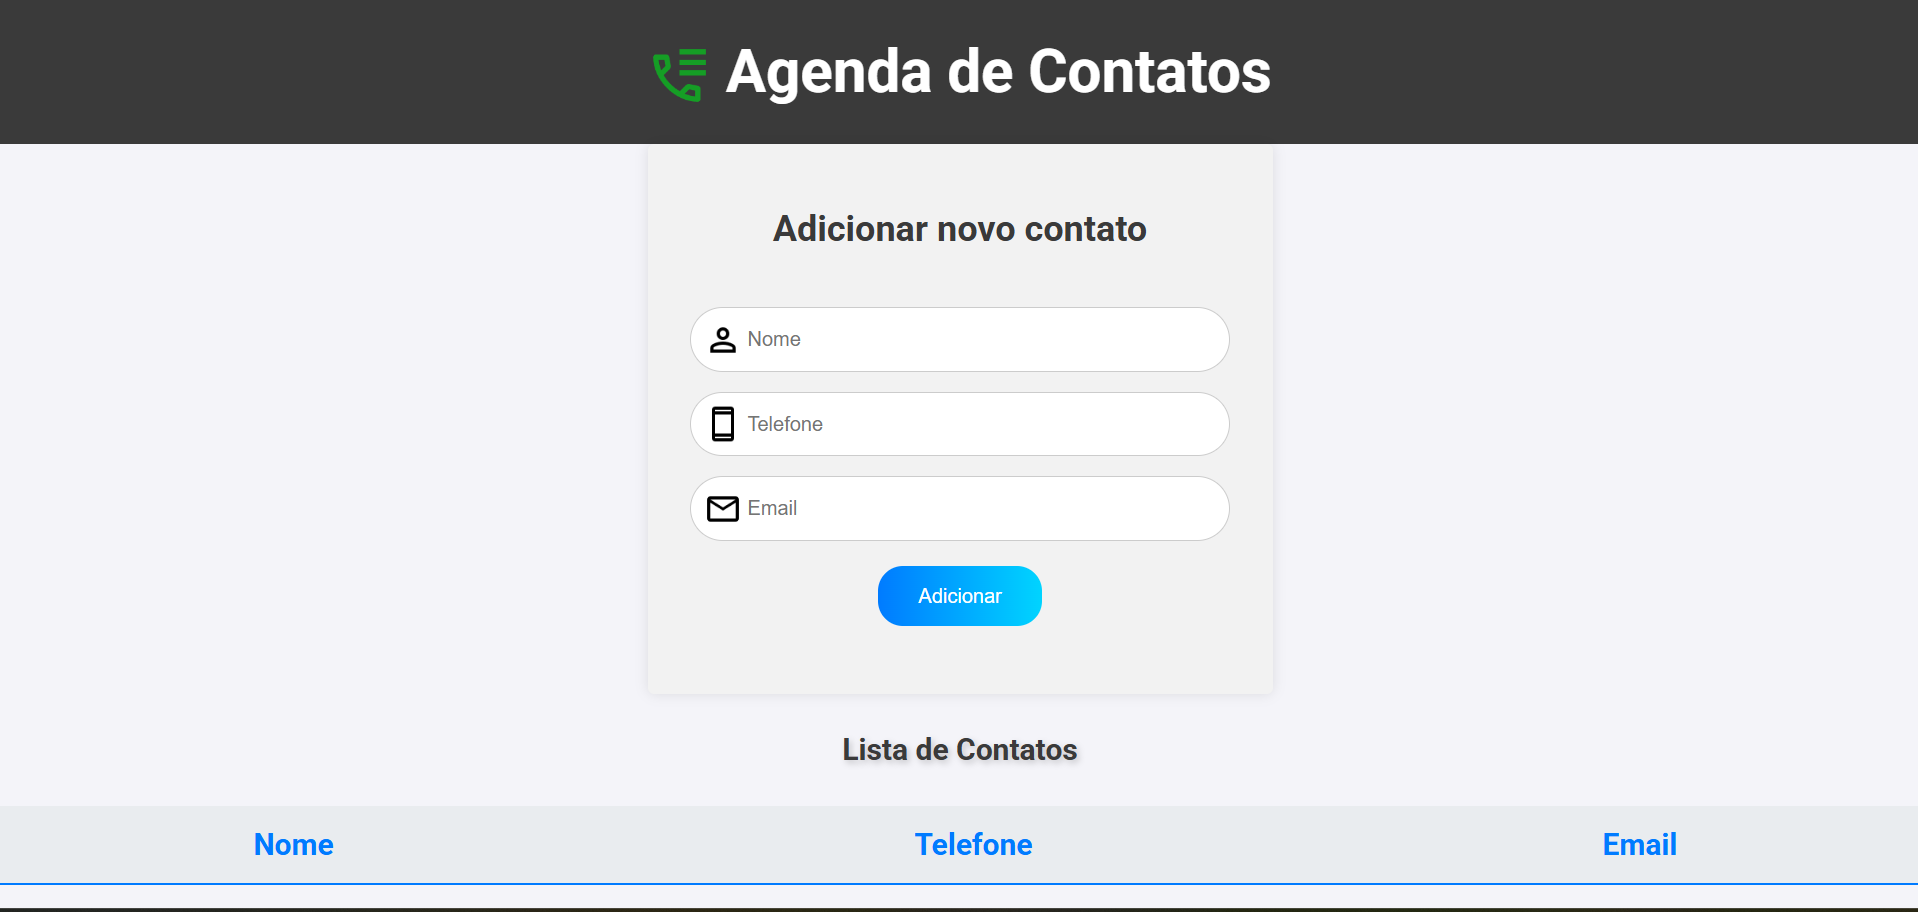 Agenda de Contatos
Adicionar novo contato
Nome
Telefone
Email
Adicionar
Lista de Contatos
Nome Telefone Email